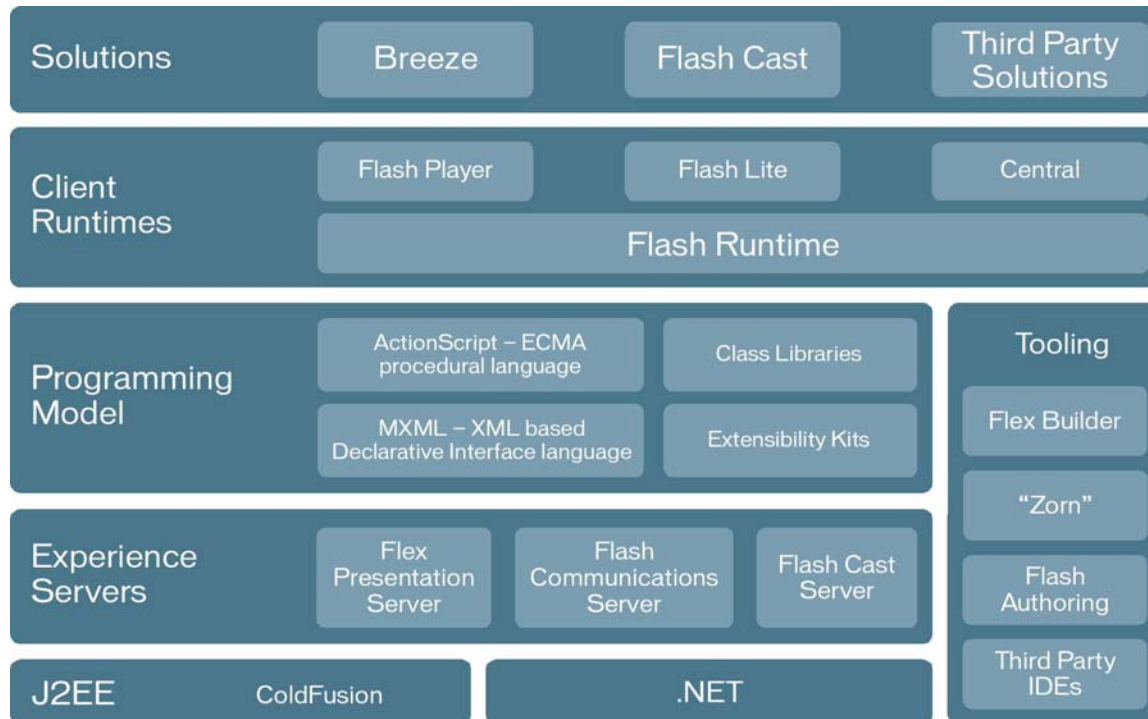 Solutions
Breeze
Flash Cast
Third Party
Solutions
Client
Runtimes
Flash Player
Flash Lite
Central
Flash Runtime
Programming
Model
ActionScript – ECMA
procedural language
Class Libraries
MXML – XML based
Declarative Interface language
Extensibility Kits
Experience
Servers
Flex
Presentation
Server
Flash
Communications
Server
Flash Cast
Server
J2EE
ColdFusion
.NET
Tooling
Flex Builder
“Zorn”
Flash
Authoring
Third Party
IDEs